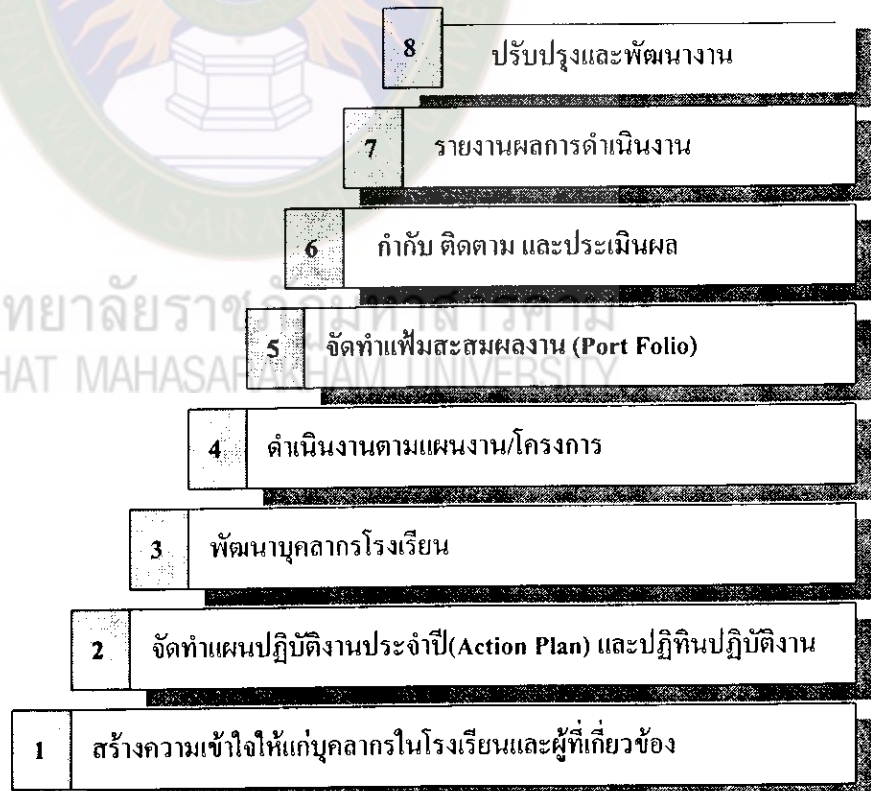 8 ปรับปรุงและพัฒนางาน
7 รายงานผลการดำเนินงาน
6 กำกับ ติดตาม และประเมินผล
5 จัดทำแฟ้มสะสมผลงาน (Port Folio)
4 ดำเนินงานตามแผนงาน/โครงการ
3 พัฒนาบุคลากรโรงเรียน
2 จัดทำแผนปฏิบัติงานประจำปี(Action Plan) และปฏิทินปฏิบัติงาน
1 สร้างความเข้าใจให้แก่บุคลากรในโรงเรียนและผู้ที่เกี่ยวข้อง